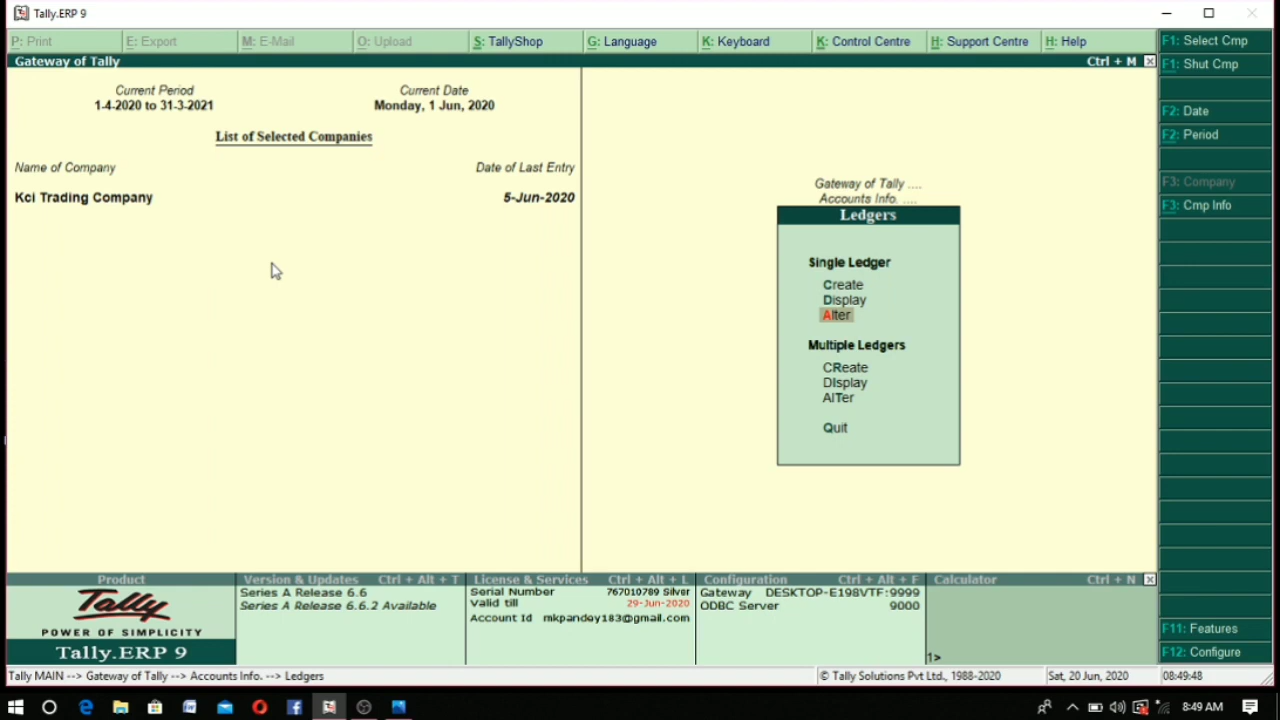 Tally.ERP 9
P: Print E: Export M: E-Mail O: Upload S: TallyShop G: Language K: Keyboard K: Control Centre H: Support Centre H: Help F1: Select Cmp
Gateway of Tally Ctrl + M F1: Shut Cmp
Current Period Current Date
1-4-2020 to 31-3-2021 Monday, 1 Jun, 2020 F2: Date
List of Selected Companies F2: Period
Name of Company Date of Last Entry
Gateway of Tally .... F3: Company
Kci Trading Company 5-Jun-2020 Accounts Info. .... F3: Cmp Info
Ledgers
Single Ledger
Create
Display
Alter
Multiple Ledgers
CReate
DIsplay
AlTer
Quit
Product Version & Updates Ctrl + Alt + T License & Services Ctrl + Alt + L Configuration Ctrl + Alt + F Calculator Ctrl + N
Tally Series A Release 6.6 Serial Number 767010789 Silver Gateway DESKTOP-E198VTF:9999
Series A Release 6.6.2 Available Valid till 29-Jun-2020 ODBC Server 9000
Account Id mkpandey183@gmail.com
POWER OF SIMPLICITY F11: Features
Tally.ERP 9 1> F12: Configure
Tally MAIN --> Gateway of Tally --> Accounts Info. --> Ledgers © Tally Solutions Pvt Ltd., 1988-2020 Sat, 20 Jun, 2020 08:49:48
8:49 AM